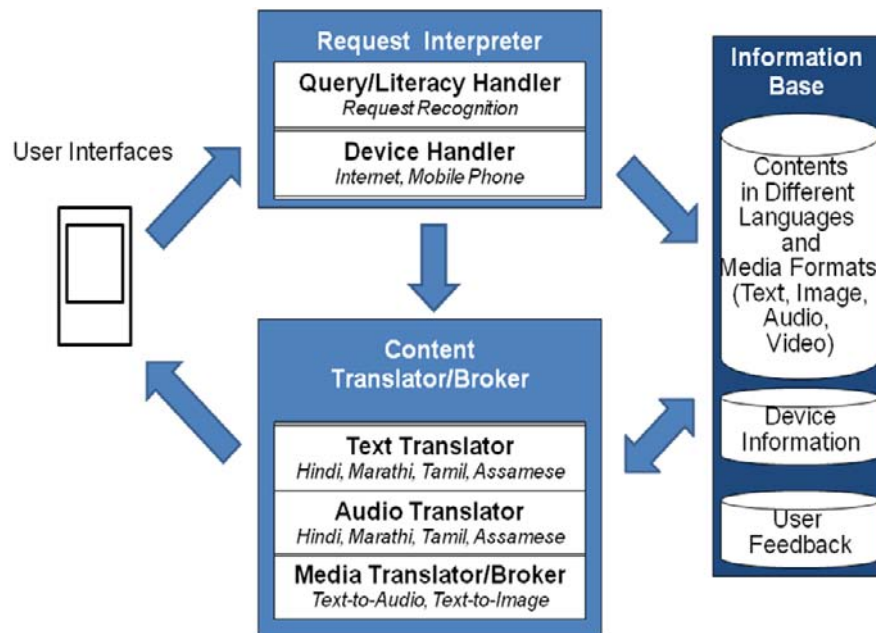 User Interfaces
Request Interpreter
Query/Literacy Handler
Request Recognition
Device Handler
Internet, Mobile Phone
Content
Translator/Broker
Text Translator
Hindi, Marathi, Tamil, Assamese
Audio Translator
Hindi, Marathi, Tamil, Assamese
Media Translator/Broker
Text-to-Audio, Text-to-Image
Information
Base
Contents
in Different
Languages
and
Media Formats
(Text, Image,
Audio,
Video)
Device
Information
User
Feedback